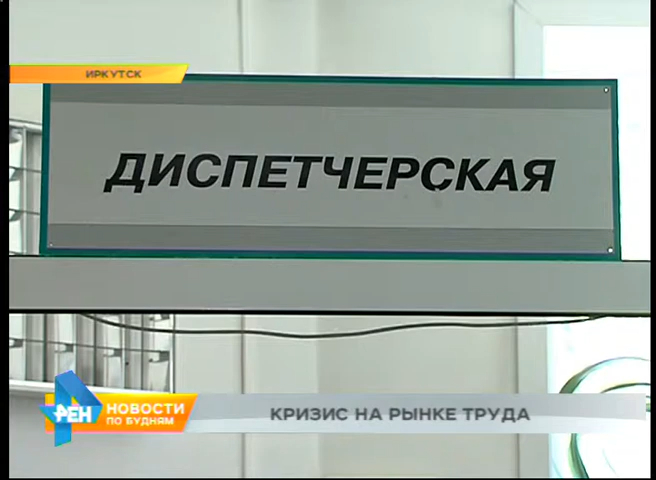 ИРКУТСК
ДИСПЕТЧЕРСКАЯ
РЕН
НОВОСТИ
ПО БУДНЯМ
КРИЗИС НА РЫНКЕ ТРУДА